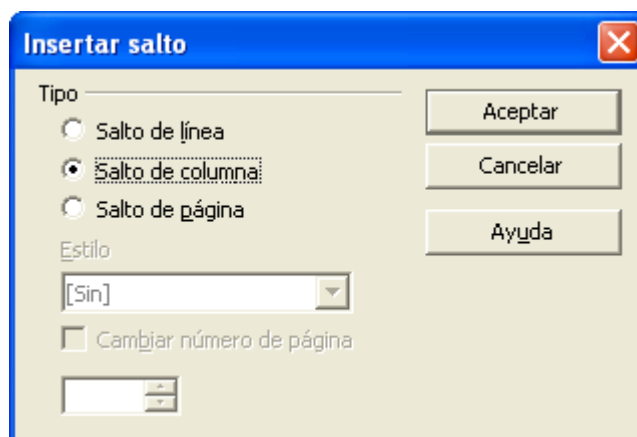 Insertar salto
Tipo
Salto de línea
Salto de columna
Salto de página
Estilo
[Sin]
Cambiar número de página
Aceptar
Cancelar
Ayuda